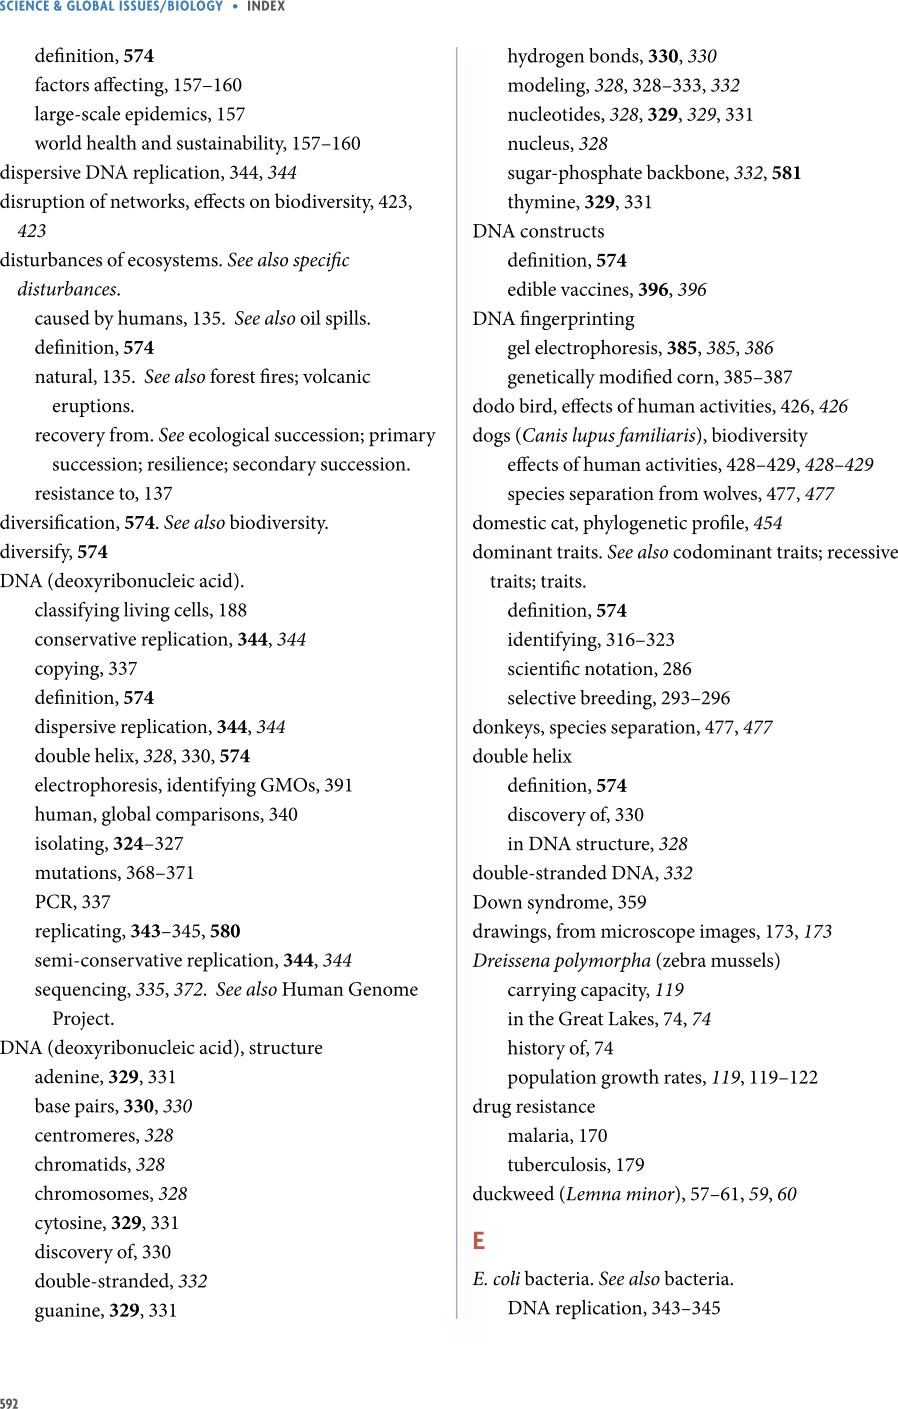 SCIENCE & GLOBAL ISSUES/BIOLOGY • INDEX
definition, 574
factors affecting, 157–160
large-scale epidemics, 157
world health and sustainability, 157–160
dispersive DNA replication, 344, 344
disruption of networks, effects on biodiversity, 423,
423
disturbances of ecosystems. See also specific
disturbances.
caused by humans, 135. See also oil spills.
definition, 574
natural, 135. See also forest fires; volcanic
eruptions.
recovery from. See ecological succession; primary
succession; resilience; secondary succession.
resistance to, 137
diversification, 574. See also biodiversity.
diversify, 574
DNA (deoxyribonucleic acid).
classifying living cells, 188
conservative replication, 344, 344
copying, 337
definition, 574
dispersive replication, 344, 344
double helix, 328, 330, 574
electrophoresis, identifying GMOs, 391
human, global comparisons, 340
isolating, 324–327
mutations, 368–371
PCR, 337
replicating, 343–345, 580
semi-conservative replication, 344, 344
sequencing, 335, 372. See also Human Genome
Project.
DNA (deoxyribonucleic acid), structure
adenine, 329, 331
base pairs, 330, 330
centromeres, 328
chromatids, 328
chromosomes, 328
cytosine, 329, 331
discovery of, 330
double-stranded, 332
guanine, 329, 331
hydrogen bonds, 330, 330
modeling, 328, 328–333, 332
nucleotides, 328, 329, 329, 331
nucleus, 328
sugar-phosphate backbone, 332, 581
thymine, 329, 331
DNA constructs
definition, 574
edible vaccines, 396, 396
DNA fingerprinting
gel electrophoresis, 385, 385, 386
genetically modified corn, 385–387
dodo bird, effects of human activities, 426, 426
dogs (Canis lupus familiaris), biodiversity
effects of human activities, 428–429, 428–429
species separation from wolves, 477, 477
domestic cat, phylogenetic profile, 454
dominant traits. See also codominant traits; recessive
traits; traits.
definition, 574
identifying, 316–323
scientific notation, 286
selective breeding, 293–296
donkeys, species separation, 477, 477
double helix
definition, 574
discovery of, 330
in DNA structure, 328
double-stranded DNA, 332
Down syndrome, 359
drawings, from microscope images, 173, 173
Dreissena polymorpha (zebra mussels)
carrying capacity, 119
in the Great Lakes, 74, 74
history of, 74
population growth rates, 119, 119–122
drug resistance
malaria, 170
tuberculosis, 179
duckweed (Lemna minor), 57–61, 59, 60
E
E. coli bacteria. See also bacteria.
DNA replication, 343–345
592